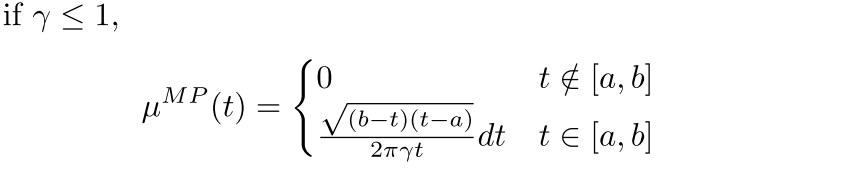 if γ ≤ 1,
μ^{MP}(t) = { 0 t ∉ [a, b]
√((b−t)(t−a)) / 2πγt dt t ∈ [a, b]